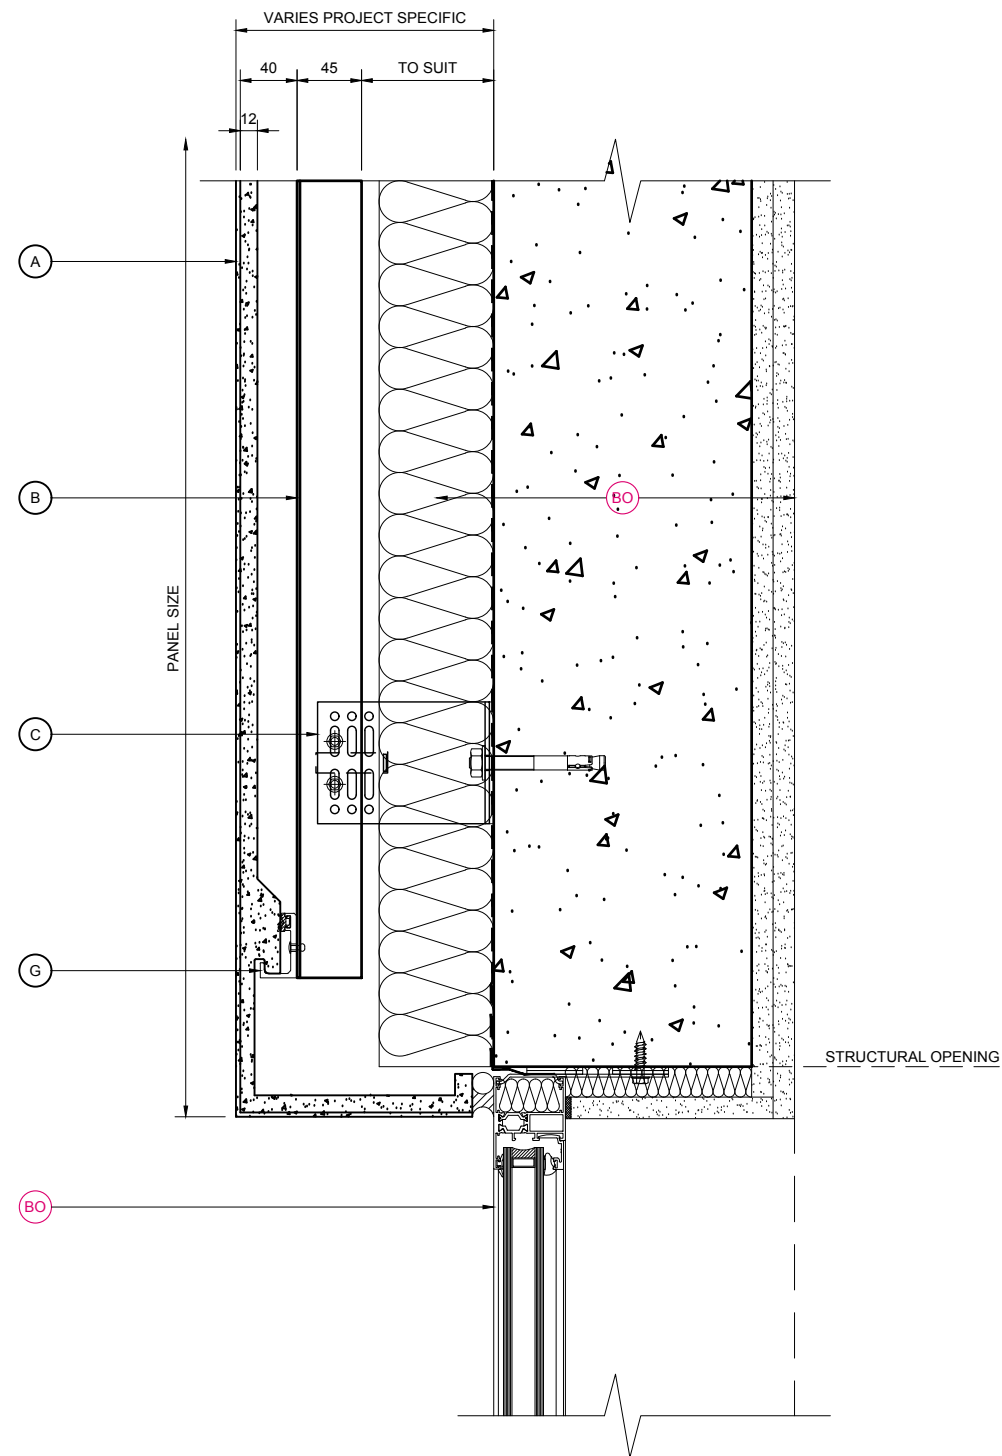 VARIES PROJECT SPECIFIC
40
45
TO SUIT
12
A
B
BO
PANEL SIZE
C
G
STRUCTURAL OPENING
BO